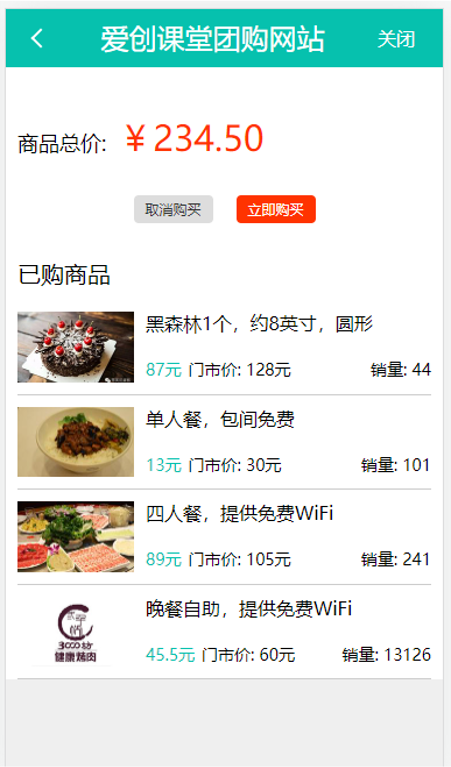 爱创课堂团购网站
关闭
商品总价: ¥ 234.50
取消购买
立即购买
已购商品
黑森林1个，约8英寸，圆形
87元 门市价: 128元 销量: 44
单人餐，包间免费
13元 门市价: 30元 销量: 101
四人餐，提供免费WiFi
89元 门市价: 105元 销量: 241
晚餐自助，提供免费WiFi
45.5元 门市价: 60元 销量: 13126
3000坊
健康烤肉